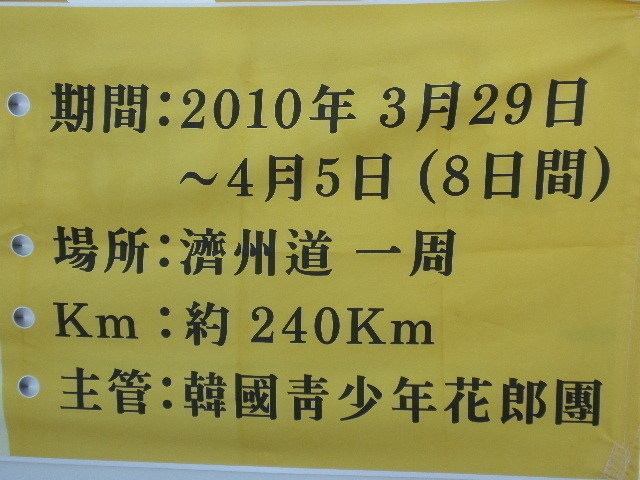 期間:2010年 3月29日
～4月5日 (8日間)
場所:濟州道 一周
Km:約 240Km
主管:韓國靑少年花郎團